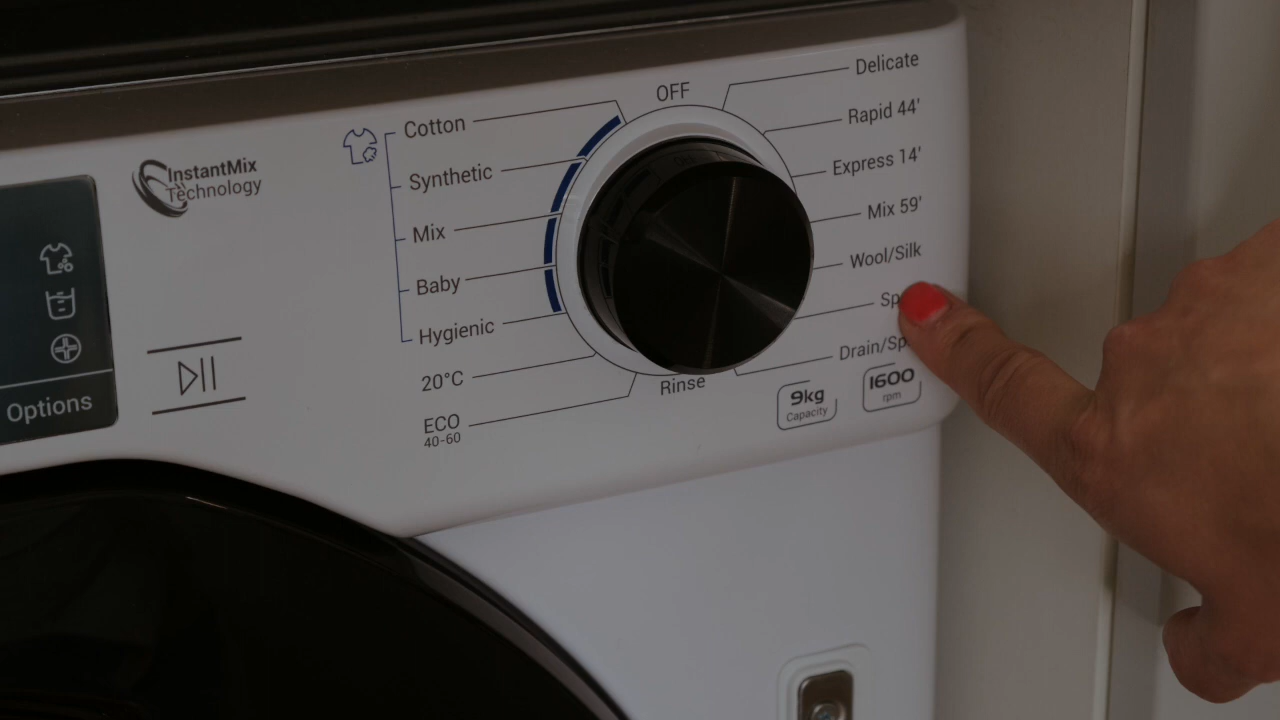 InstantMix
Technology
Options
Cotton
Synthetic
Mix
Baby
Hygienic
20°C
ECO
40-60
OFF
Delicate
Rapid 44'
Express 14'
Mix 59'
Wool/Silk
Rinse
9kg
Capacity
1600
rpm